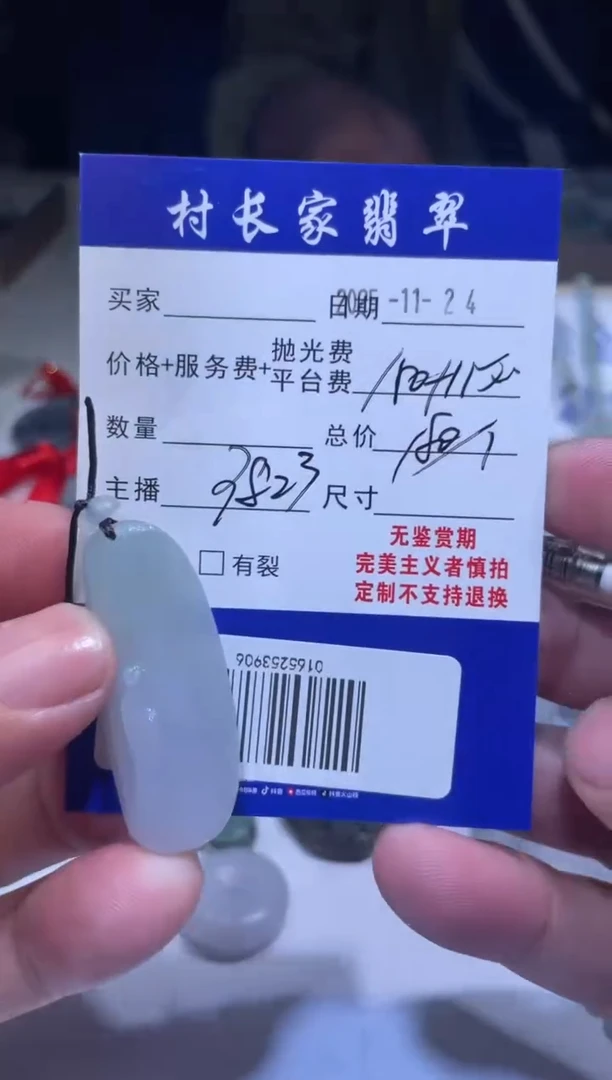 村长家翡翠
买家 日期 2025-11-24
价格+服务费+抛光费平台费
数量 总价
主播 9823 尺寸
有裂
无鉴赏期
完美主义者慎拍
定制不支持退换
0165253906